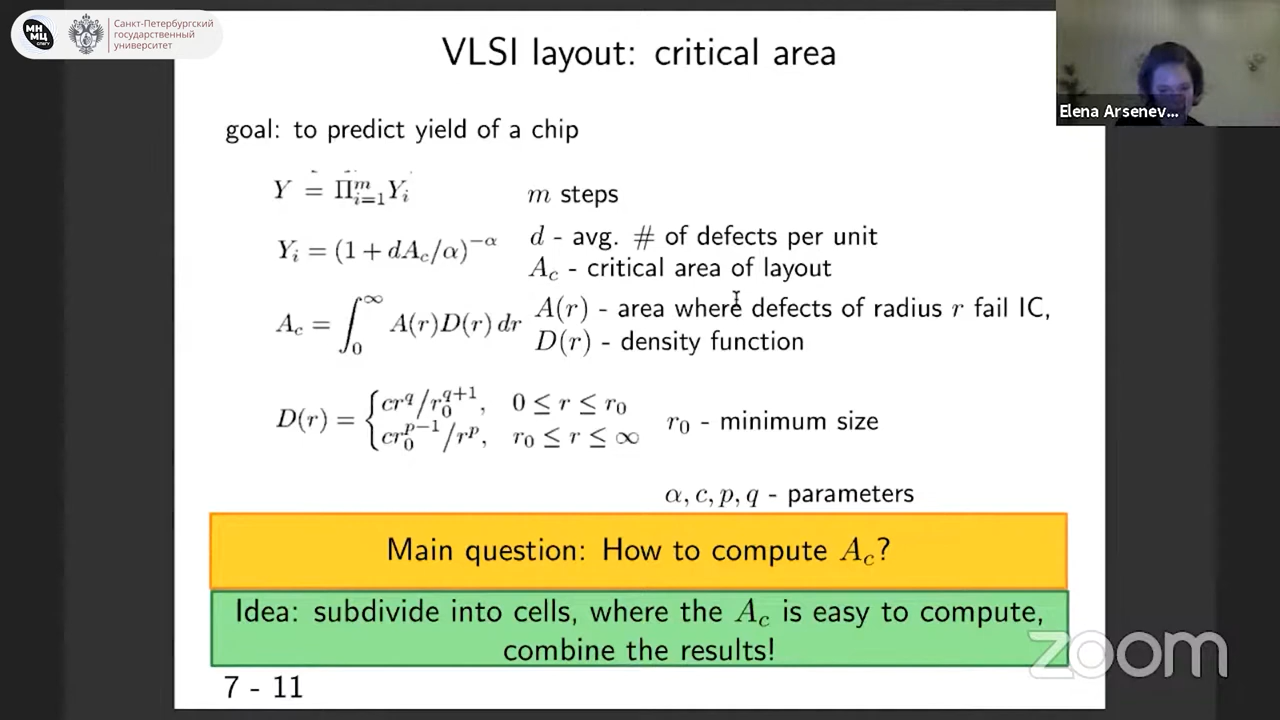 МН
МЦ
СПбГУ
Санкт-Петербургский
государственный
университет
VLSI layout: critical area
Elena Arsenev...
goal: to predict yield of a chip
Y = Π_{i=1}^{m} Y_i
m steps
Y_i = (1 + dA_c/α)^{−α}
d - avg. # of defects per unit
A_c - critical area of layout
A_c = ∫_0^∞ A(r)D(r) dr
A(r) - area where defects of radius r fail IC,
D(r) - density function
D(r) = { cr^q/r_0^{q+1}, 0 ≤ r ≤ r_0
cr_0^{p−1}/r^p, r_0 ≤ r ≤ ∞
r_0 - minimum size
α, c, p, q - parameters
Main question: How to compute A_c?
Idea: subdivide into cells, where the A_c is easy to compute,
combine the results!
zoom
7 - 11